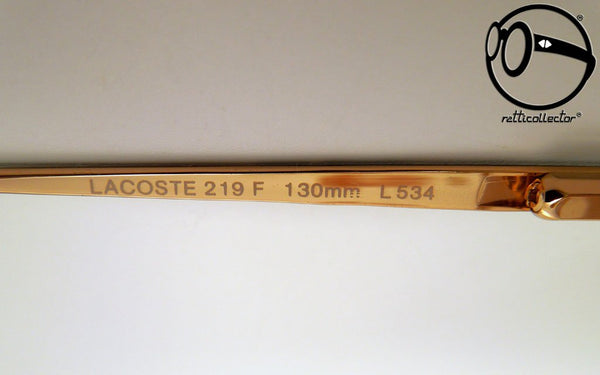 retticollector®
LACOSTE 219 F 130mm L 534